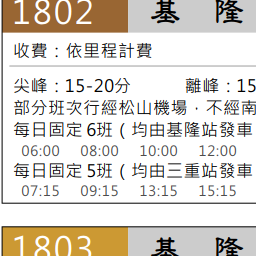 1802 基 隆
收費：依里程計費
尖峰：15-20分 離峰：15
部分班次行經松山機場，不經南
每日固定 6班（均由基隆站發車
06:00 08:00 10:00 12:00
每日固定 5班（均由三重站發車
07:15 09:15 13:15 15:15
1803 基 隆